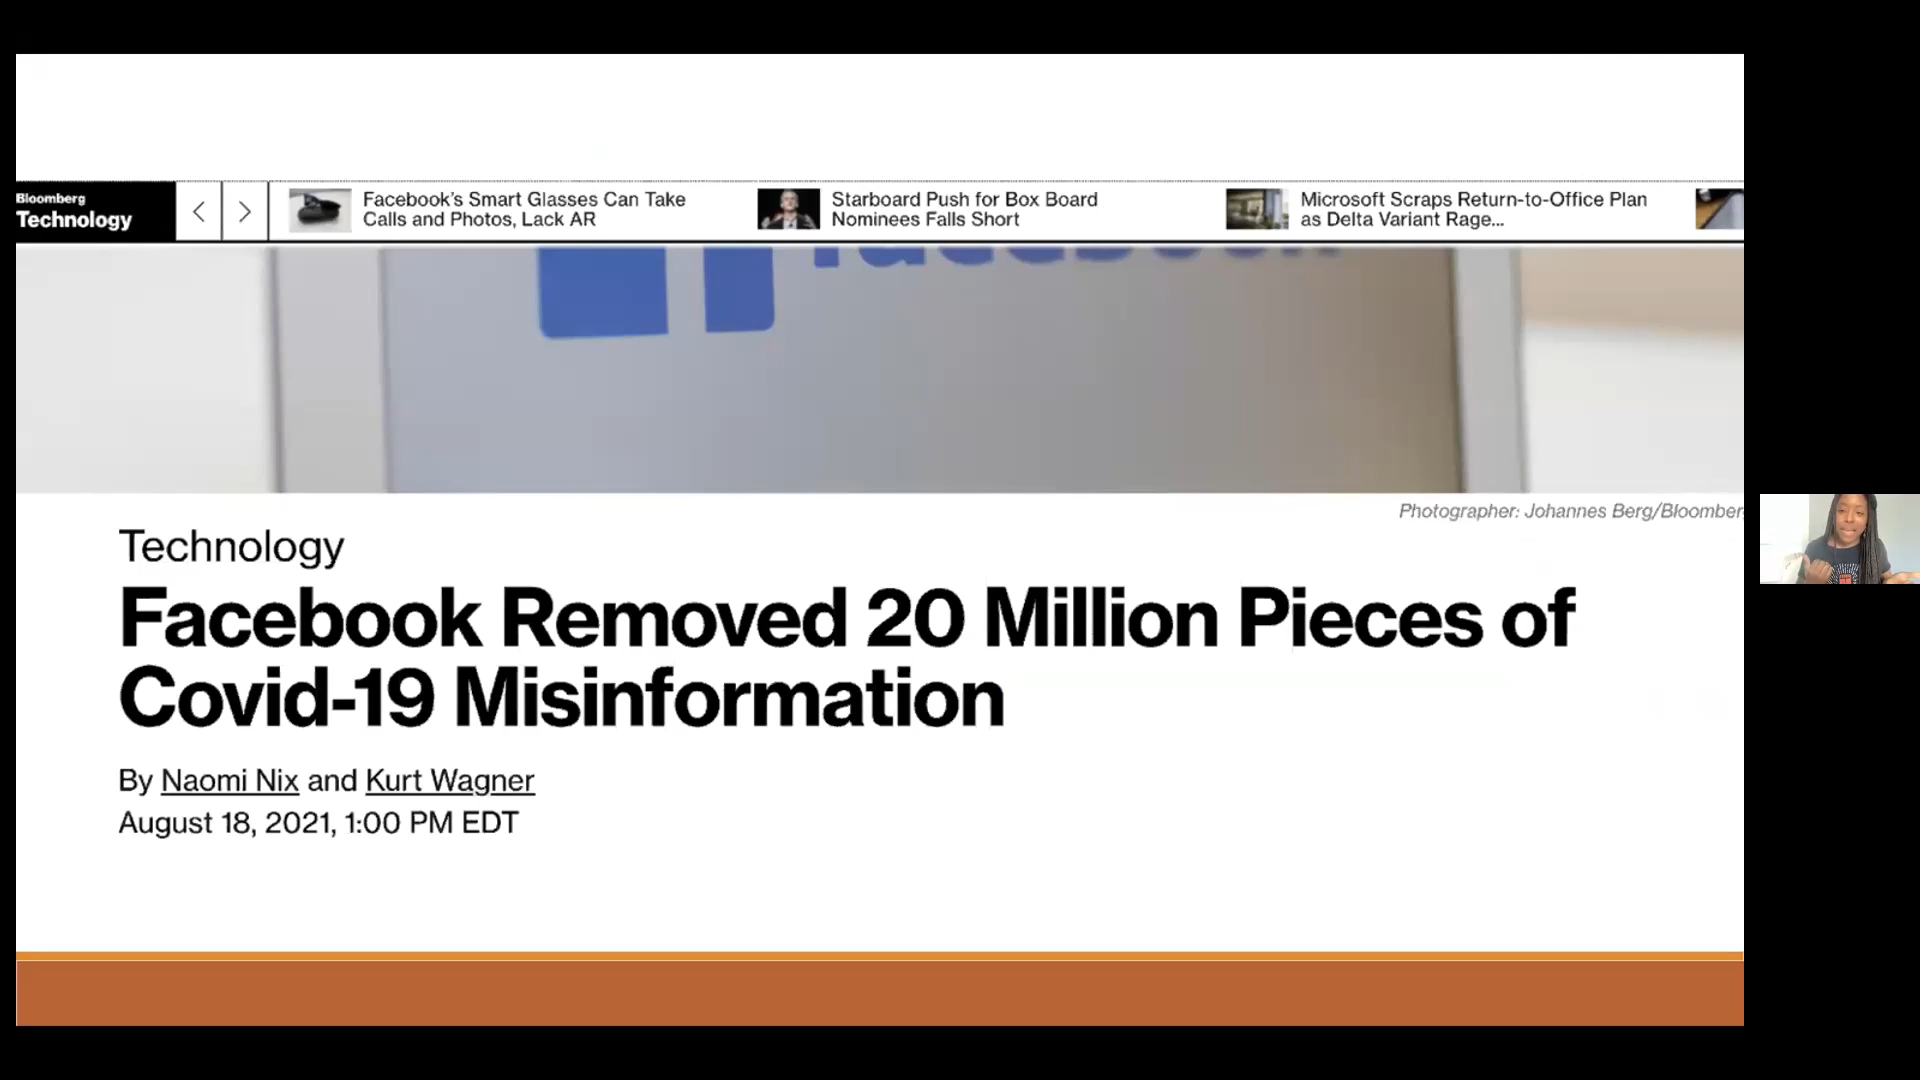 Bloomberg
Technology
Facebook's Smart Glasses Can Take
Calls and Photos, Lack AR
Starboard Push for Box Board
Nominees Falls Short
Microsoft Scraps Return-to-Office Plan
as Delta Variant Rage...
facebook
Photographer: Johannes Berg/Bloomber
Technology
Facebook Removed 20 Million Pieces of
Covid-19 Misinformation
By Naomi Nix and Kurt Wagner
August 18, 2021, 1:00 PM EDT